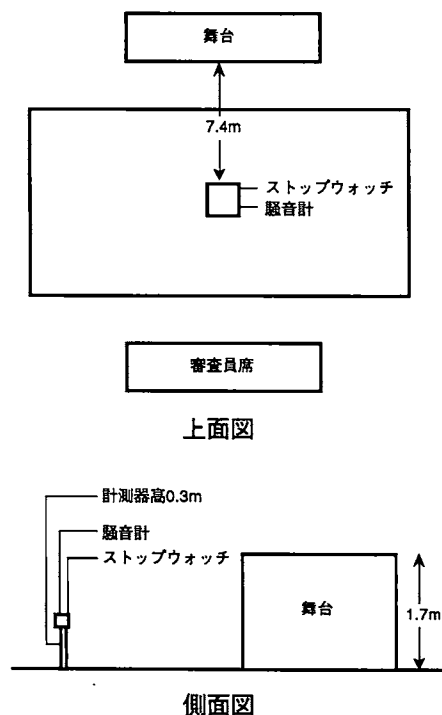 舞台
7.4m
ストップウォッチ
騒音計
審査員席
上面図
計測器高0.3m
騒音計
ストップウォッチ
舞台
1.7m
側面図